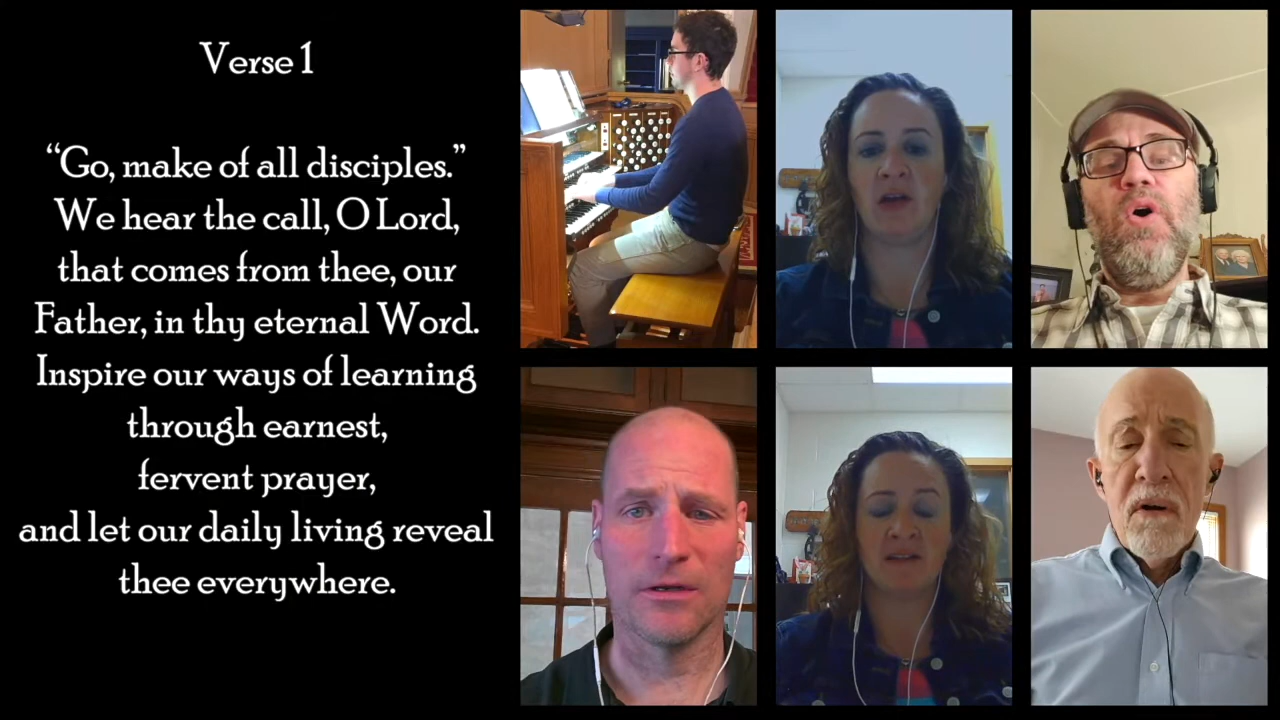 Verse 1
“Go, make of all disciples.”
We hear the call, O Lord,
that comes from thee, our
Father, in thy eternal Word.
Inspire our ways of learning
through earnest,
fervent prayer,
and let our daily living reveal
thee everywhere.